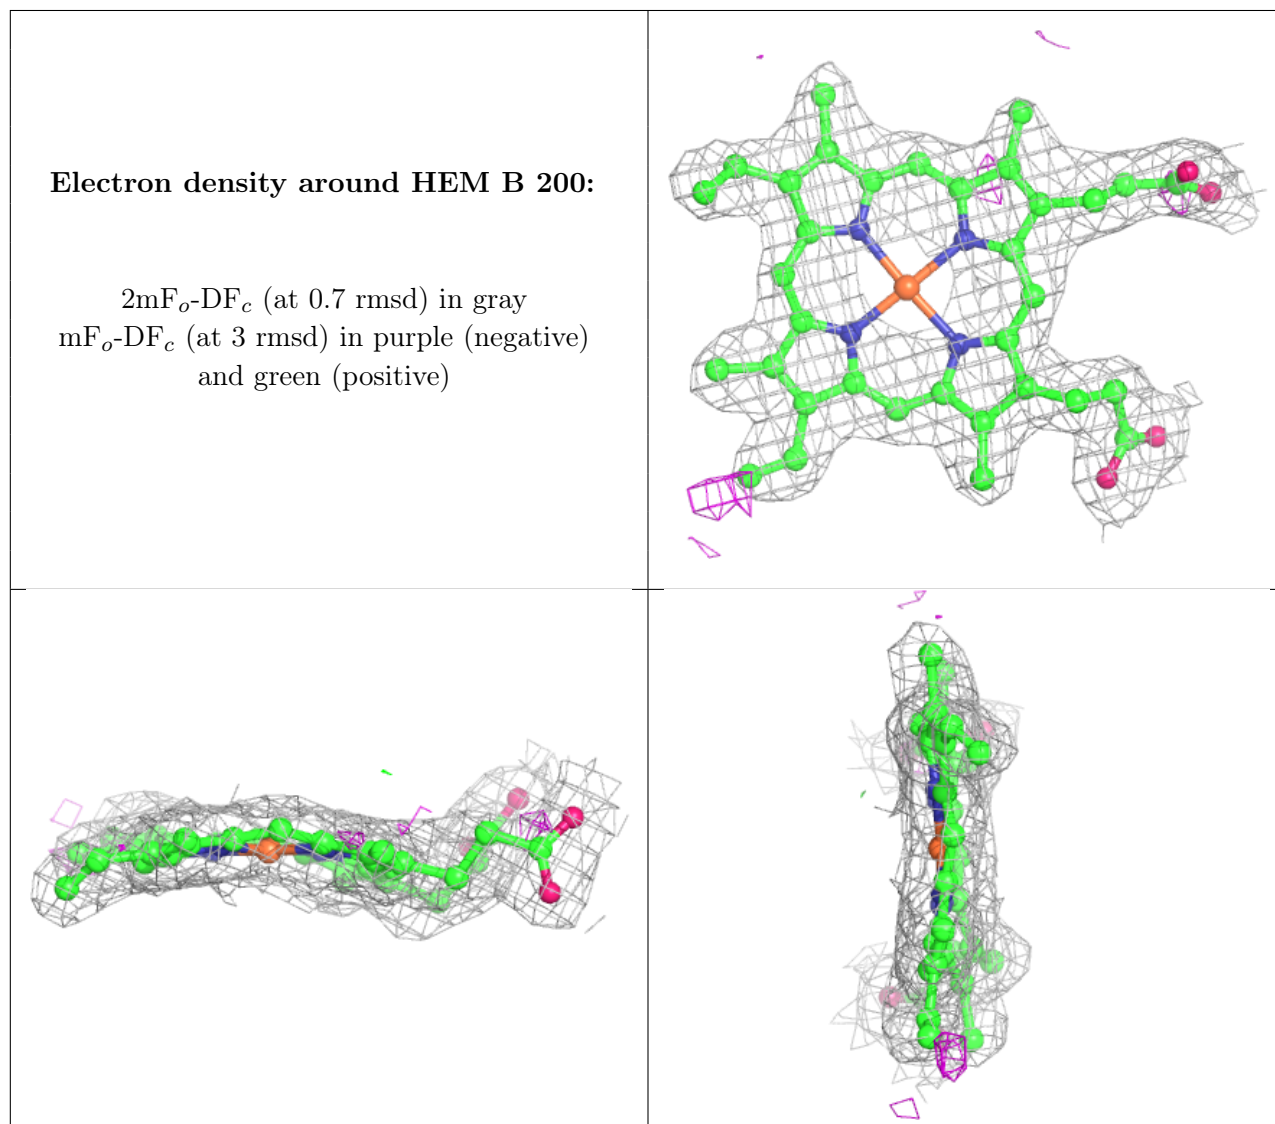 Electron density around HEM B 200:
2mFo-DFc (at 0.7 rmsd) in gray
mFo-DFc (at 3 rmsd) in purple (negative)
and green (positive)